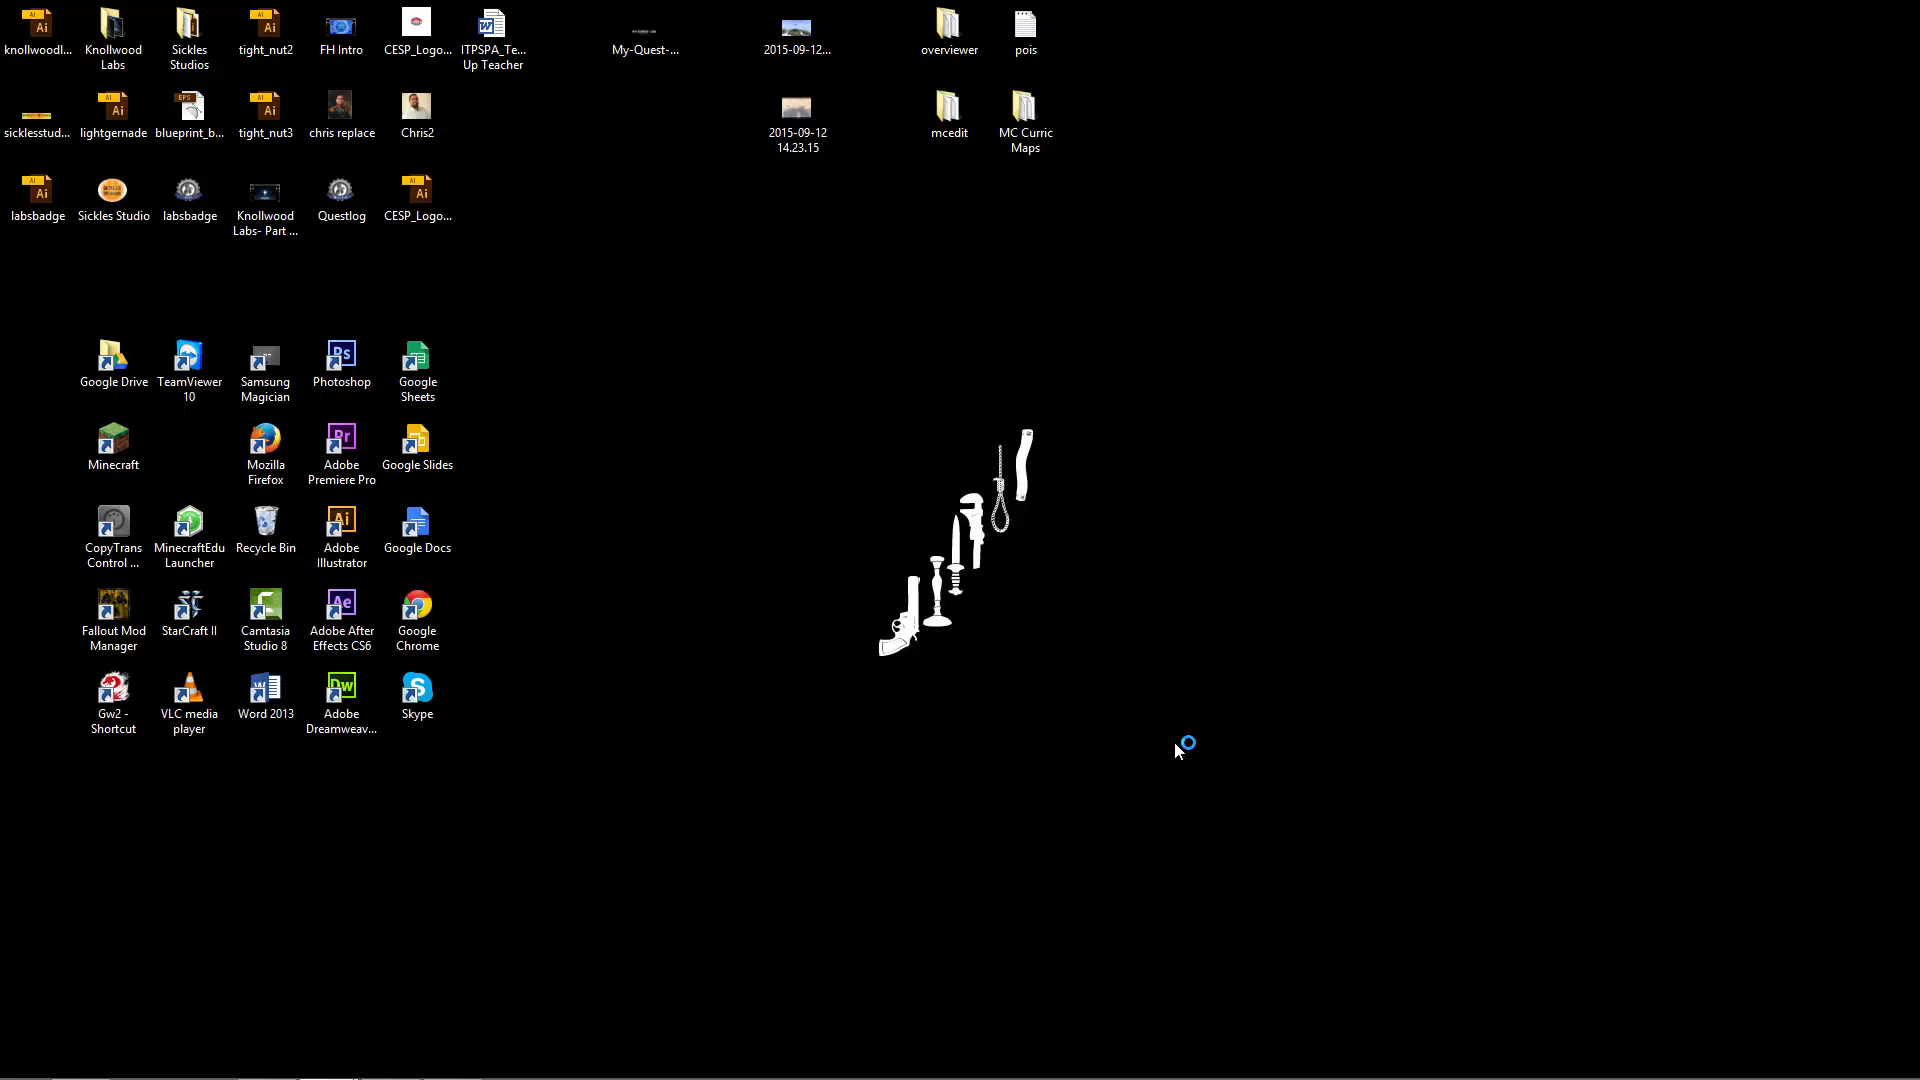 knollwoodl...
Knollwood
Labs
Sickles
Studios
tight_nut2
FH Intro
CESP_Logo...
ITPSPA_Te...
Up Teacher
My-Quest-...
2015-09-12...
overviewer
pois
sicklesstud...
lightgernade
blueprint_b...
tight_nut3
chris replace
Chris2
2015-09-12
14.23.15
mcedit
MC Curric
Maps
labsbadge
Sickles Studio
labsbadge
Knollwood
Labs- Part ...
Questlog
CESP_Logo...
Google Drive
TeamViewer
10
Samsung
Magician
Photoshop
Google
Sheets
Minecraft
Mozilla
Firefox
Adobe
Premiere Pro
Google Slides
CopyTrans
Control ...
MinecraftEdu
Launcher
Recycle Bin
Adobe
Illustrator
Google Docs
Fallout Mod
Manager
StarCraft II
Camtasia
Studio 8
Adobe After
Effects CS6
Google
Chrome
Gw2 -
Shortcut
VLC media
player
Word 2013
Adobe
Dreamweav...
Skype